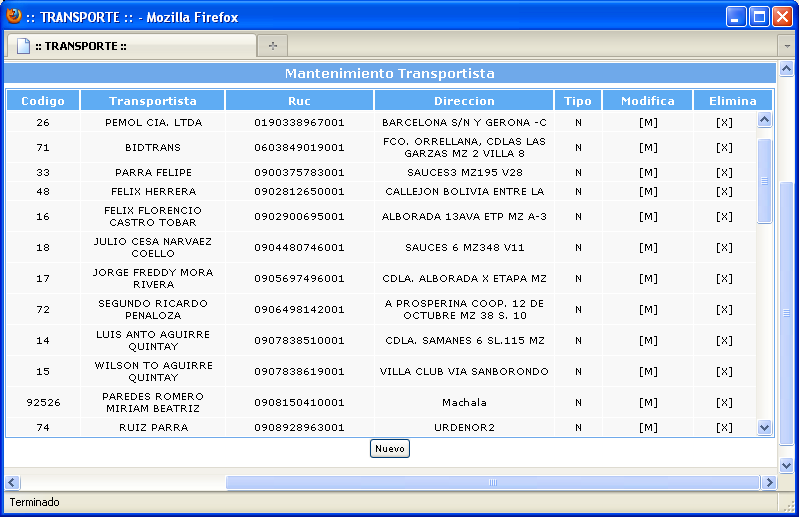 :: TRANSPORTE :: - Mozilla Firefox
:: TRANSPORTE ::
Mantenimiento Transportista
Codigo Transportista Ruc Direccion Tipo Modifica Elimina
26 PEMOL CIA. LTDA 0190338967001 BARCELONA S/N Y GERONA -C N [M] [X]
71 BIDTRANS 0603849019001 FCO. ORRELLANA, CDLAS LAS GARZAS MZ 2 VILLA 8 N [M] [X]
33 PARRA FELIPE 0900375783001 SAUCES3 MZ195 V28 N [M] [X]
48 FELIX HERRERA 0902812650001 CALLEJON BOLIVIA ENTRE LA N [M] [X]
16 FELIX FLORENCIO CASTRO TOBAR 0902900695001 ALBORADA 13AVA ETP MZ A-3 N [M] [X]
18 JULIO CESA NARVAEZ COELLO 0904480746001 SAUCES 6 MZ348 V11 N [M] [X]
17 JORGE FREDDY MORA RIVERA 0905697496001 CDLA. ALBORADA X ETAPA MZ N [M] [X]
72 SEGUNDO RICARDO PENALOZA 0906498142001 A PROSPERINA COOP. 12 DE OCTUBRE MZ 38 S. 10 N [M] [X]
14 LUIS ANTO AGUIRRE QUINTAY 0907838510001 CDLA. SAMANES 6 SL.115 MZ N [M] [X]
15 WILSON TO AGUIRRE QUINTAY 0907838619001 VILLA CLUB VIA SANBORONDO N [M] [X]
92526 PAREDES ROMERO MIRIAM BEATRIZ 0908150410001 Machala N [M] [X]
74 RUIZ PARRA 0908928963001 URDENOR2 N [M] [X]
Nuevo
Terminado